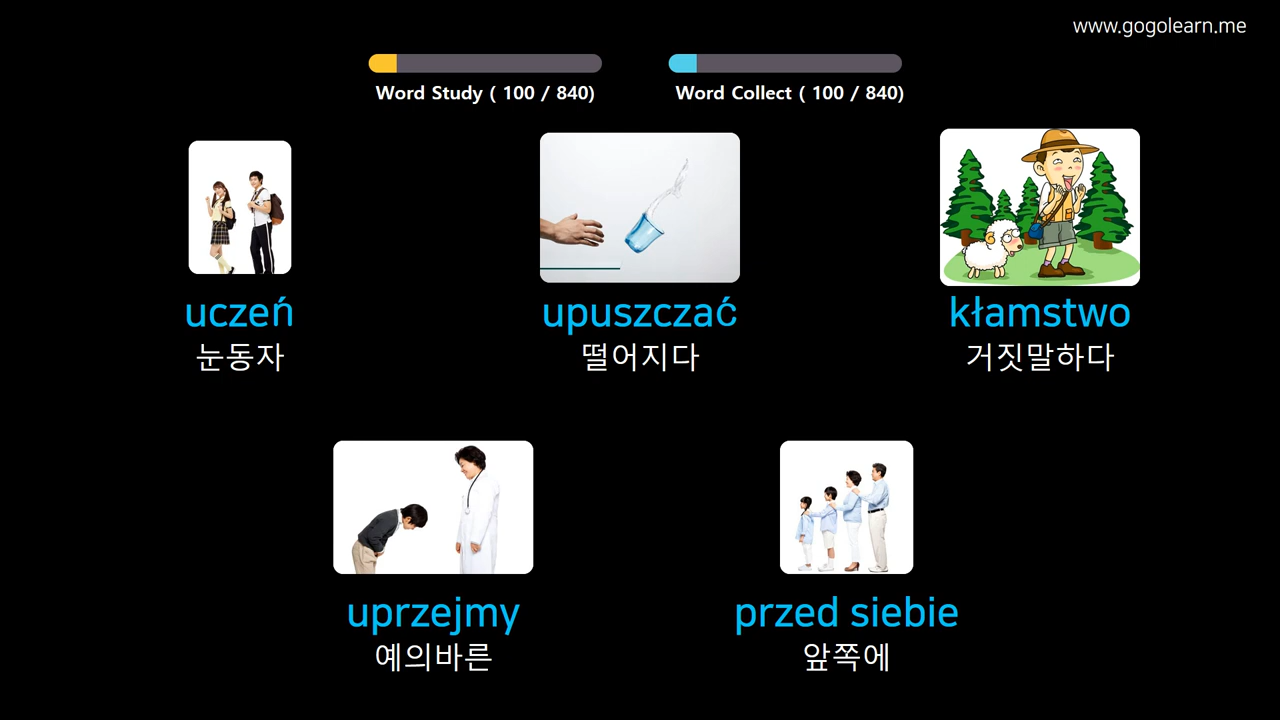 www.gogolearn.me
Word Study ( 100 / 840)
Word Collect ( 100 / 840)
uczeń
눈동자
upuszczać
떨어지다
kłamstwo
거짓말하다
uprzejmy
예의바른
przed siebie
앞쪽에